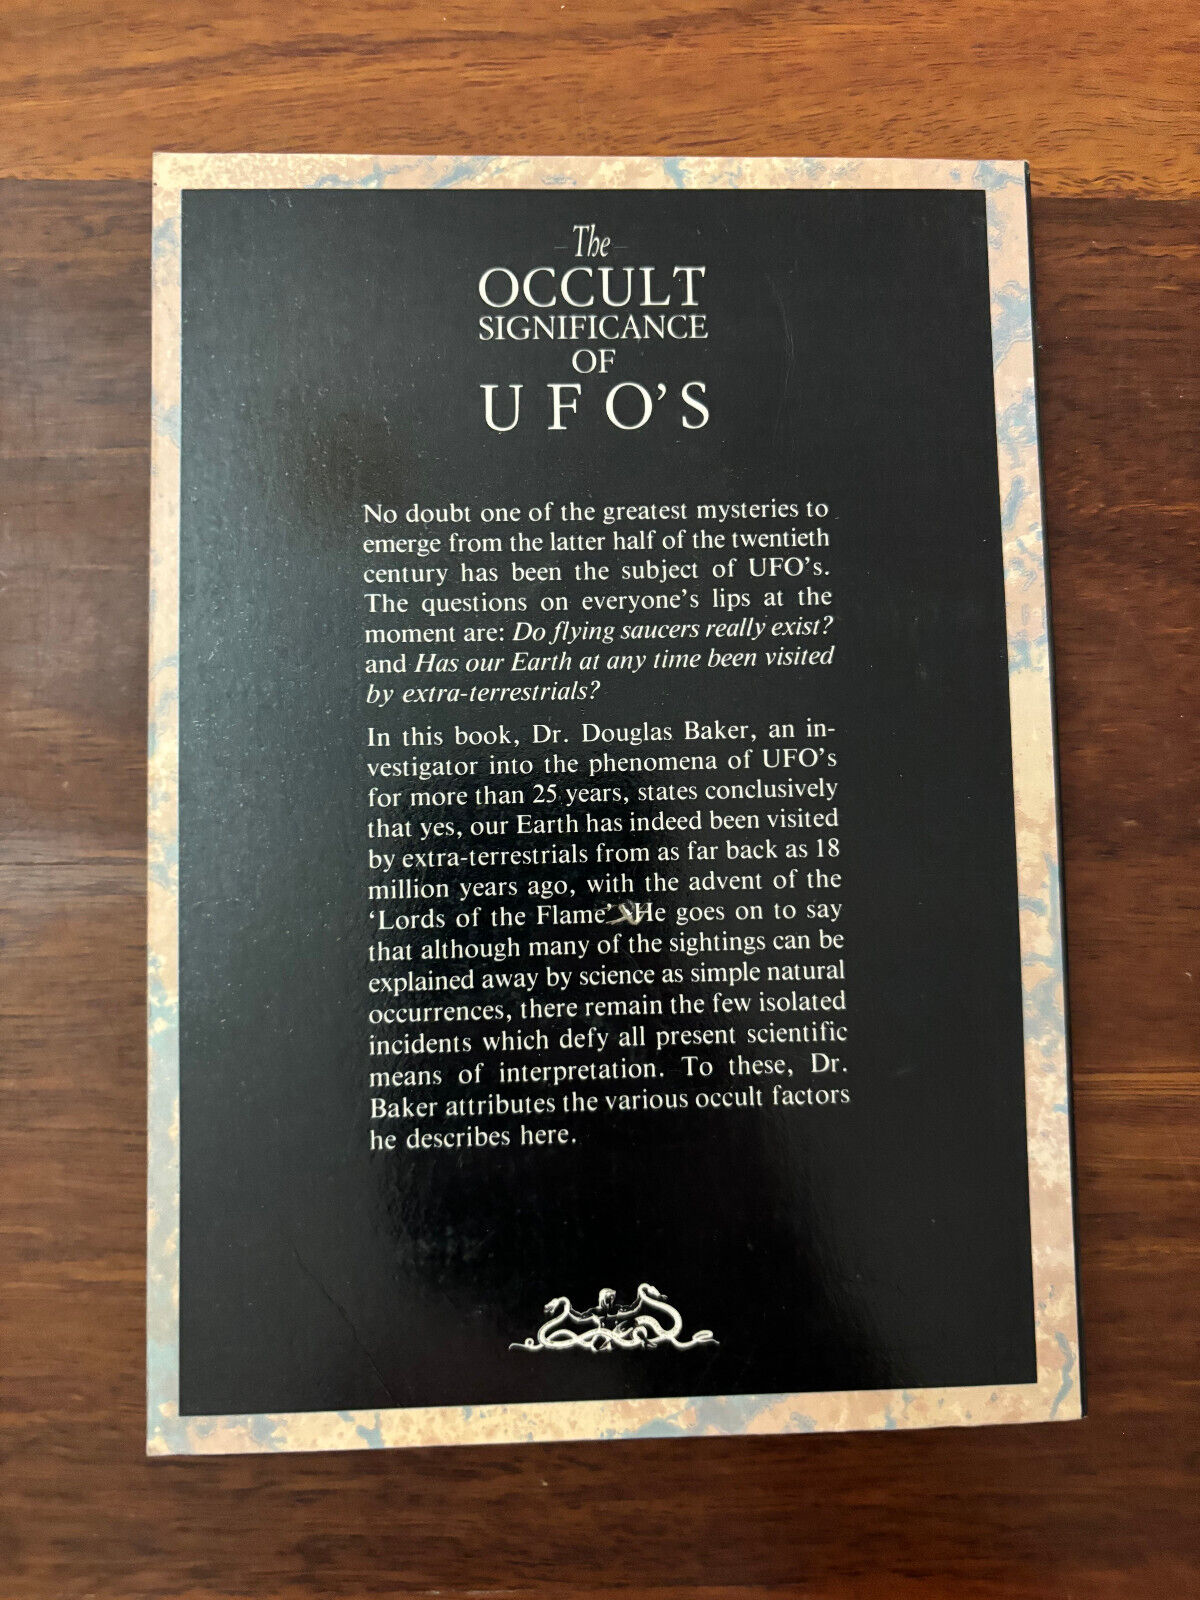 The
OCCULT
SIGNIFICANCE
OF
UFO'S
No doubt one of the greatest mysteries to
emerge from the latter half of the twentieth
century has been the subject of UFO's.
The questions on everyone's lips at the
moment are: Do flying saucers really exist?
and Has our Earth at any time been visited
by extra-terrestrials?
In this book, Dr. Douglas Baker, an in-
vestigator into the phenomena of UFO's
for more than 25 years, states conclusively
that yes, our Earth has indeed been visited
by extra-terrestrials from as far back as 18
million years ago, with the advent of the
‘Lords of the Flame’ He goes on to say
that although many of the sightings can be
explained away by science as simple natural
occurrences, there remain the few isolated
incidents which defy all present scientific
means of interpretation. To these, Dr.
Baker attributes the various occult factors
he describes here.